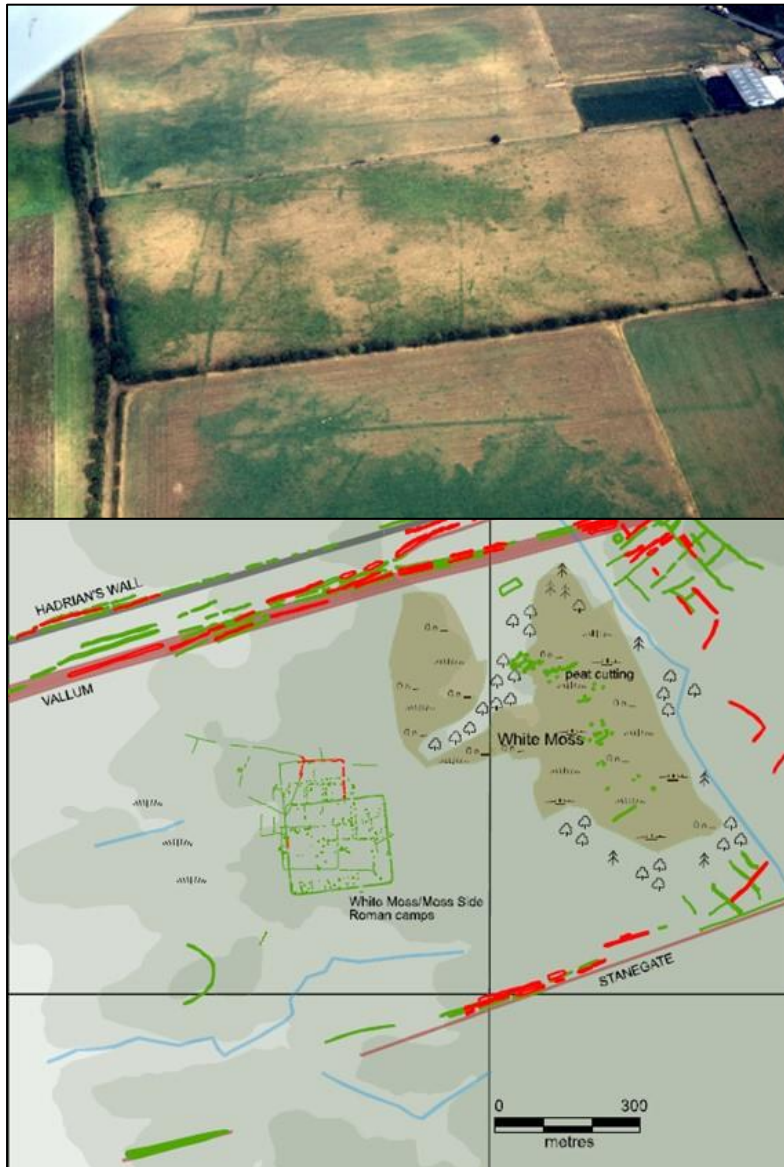 HADRIAN'S WALL
VALLUM
peat cutting
White Moss
White Moss/Moss Side
Roman camps
STANEGATE
0 300
metres